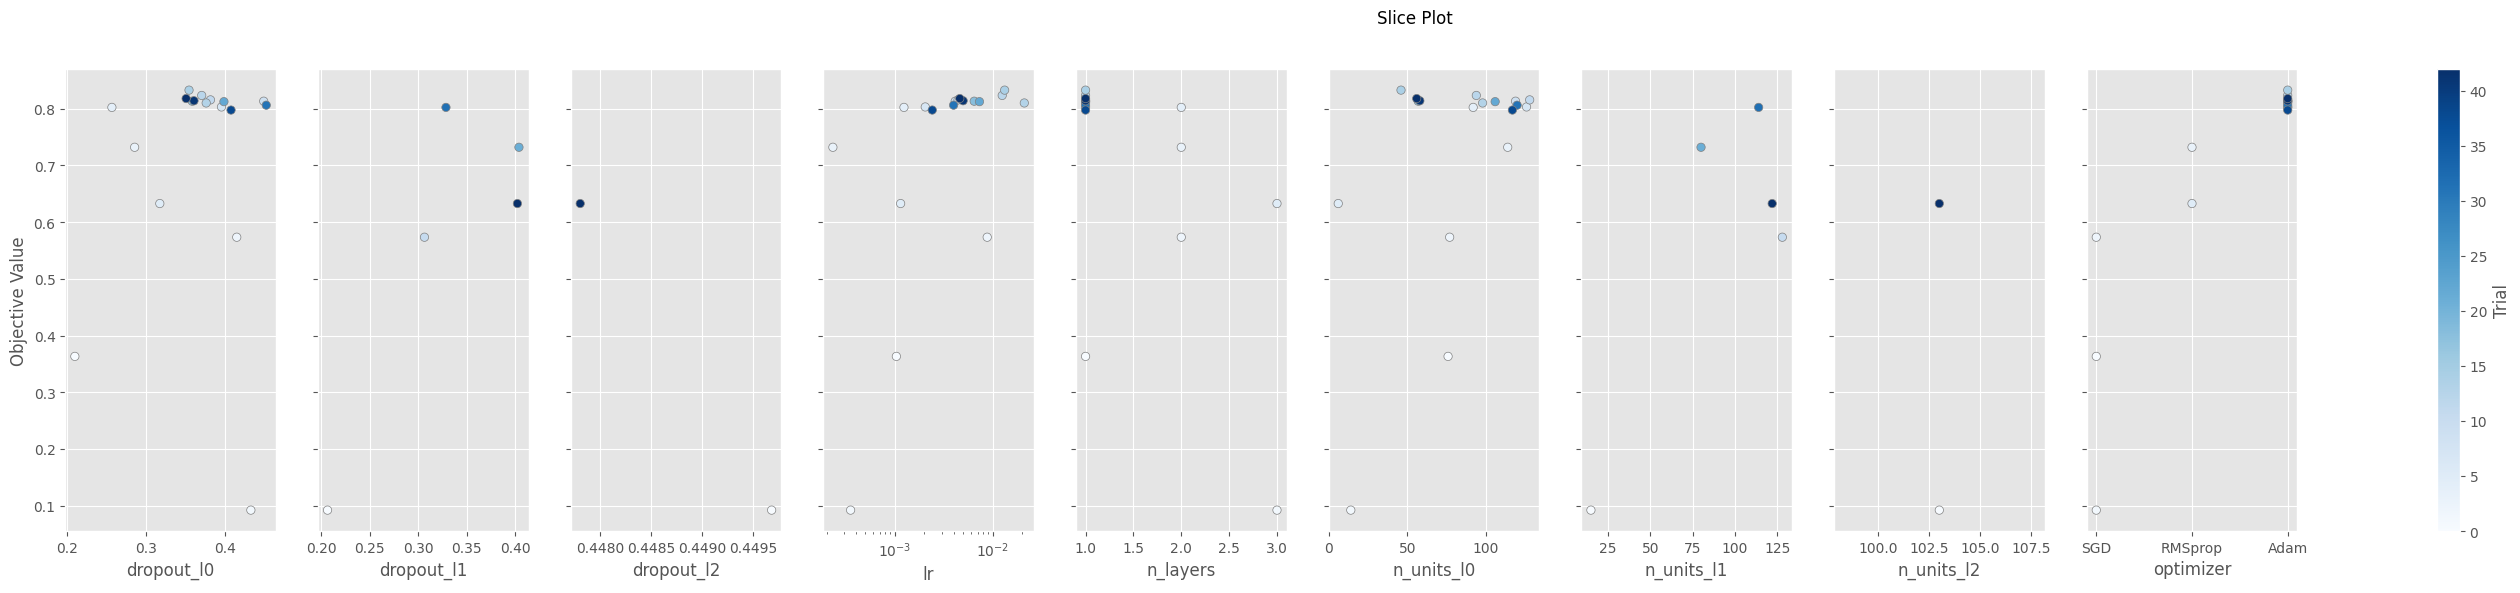 Slice Plot
Objective Value
0.8
0.7
0.6
0.5
0.4
0.3
0.2
0.1
0.2 0.3 0.4
dropout_l0
0.20 0.25 0.30 0.35 0.40
dropout_l1
0.4480 0.4485 0.4490 0.4495
dropout_l2
10⁻³ 10⁻²
lr
1.0 1.5 2.0 2.5 3.0
n_layers
0 50 100
n_units_l0
25 50 75 100 125
n_units_l1
100.0 102.5 105.0 107.5
n_units_l2
SGD RMSprop Adam
optimizer
40
35
30
25
20
15
10
5
0
Trial